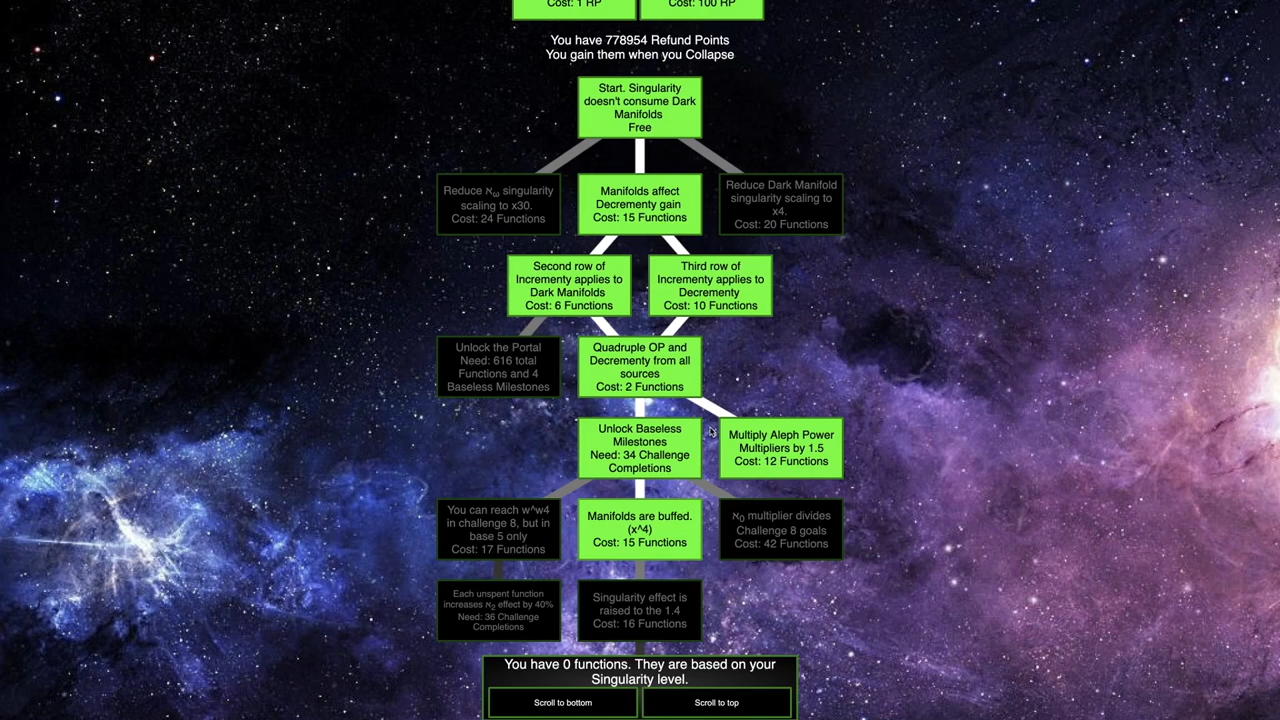 Cost: 1 RP
Cost: 100 RP
You have 778954 Refund Points
You gain them when you Collapse
Start. Singularity
doesn't consume Dark
Manifolds
Free
Reduce ℵω singularity
scaling to x30.
Cost: 24 Functions
Manifolds affect
Decrementy gain
Cost: 15 Functions
Reduce Dark Manifold
singularity scaling to
x4.
Cost: 20 Functions
Second row of
Incrementy applies to
Dark Manifolds
Cost: 6 Functions
Third row of
Incrementy applies to
Decrementy
Cost: 10 Functions
Unlock the Portal
Need: 616 total
Functions and 4
Baseless Milestones
Quadruple OP and
Decrementy from all
sources
Cost: 2 Functions
Unlock Baseless
Milestones
Need: 34 Challenge
Completions
Multiply Aleph Power
Multipliers by 1.5
Cost: 12 Functions
You can reach w^w4
in challenge 8, but in
base 5 only
Cost: 17 Functions
Manifolds are buffed.
(x^4)
Cost: 15 Functions
ℵ0 multiplier divides
Challenge 8 goals
Cost: 42 Functions
Each unspent function
increases ℵ2 effect by 40%
Need: 36 Challenge
Completions
Singularity effect is
raised to the 1.4
Cost: 16 Functions
You have 0 functions. They are based on your
Singularity level.
Scroll to bottom
Scroll to top